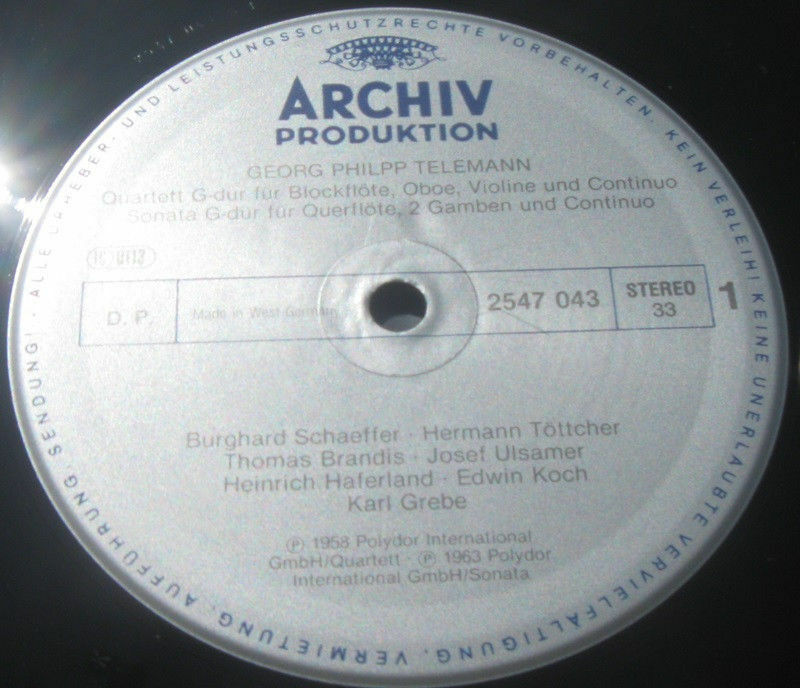 ARCHIV
PRODUKTION
GEORG PHILPP TELEMANN
Quartett G-dur für Blockflöte, Oboe, Violine und Continuo
Sonata G-dur für Querflöte, 2 Gamben und Continuo
D. P.
Made in West-Germany
2547 043
STEREO
33
1
Burghard Schaeffer · Hermann Töttcher
Thomas Brandis · Josef Ulsamer
Heinrich Haferland · Edwin Koch
Karl Grebe
Ⓟ 1958 Polydor International
GmbH/Quartett · Ⓟ 1963 Polydor
International GmbH/Sonata
ALLE URHEBER- UND LEISTUNGSSCHUTZRECHTE VORBEHALTEN. KEIN VERLEIH! KEINE UNERLAUBTE VERVIELFÄLTIGUNG, VERMIETUNG, AUFFÜHRUNG, SENDUNG!